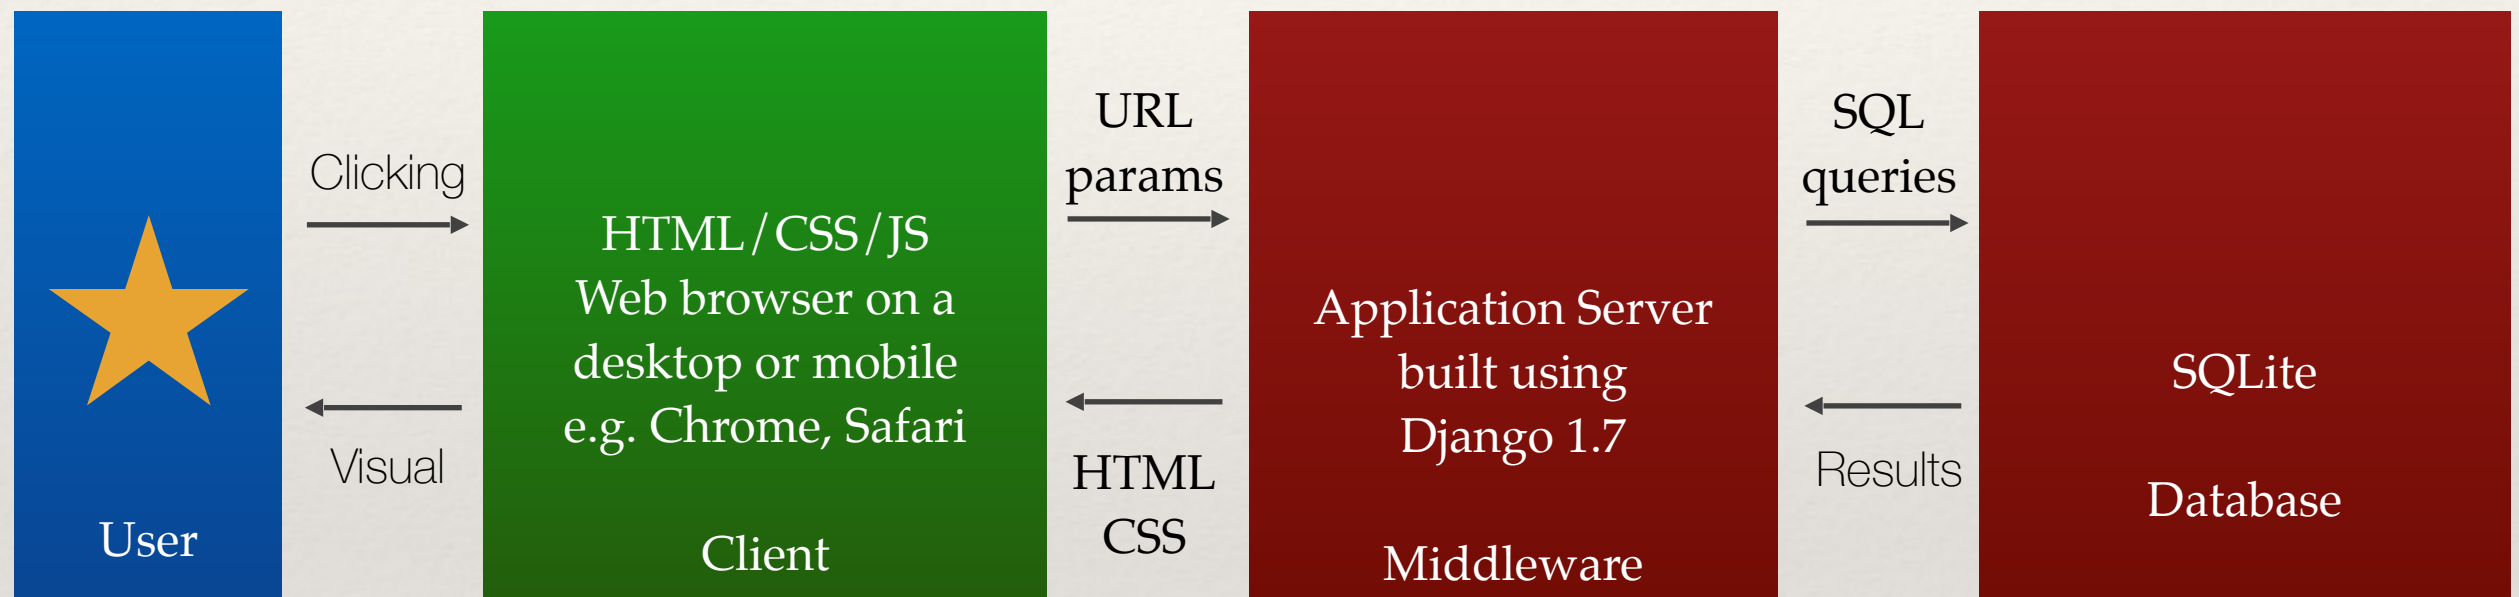 User
Clicking
Visual
HTML/CSS/JS
Web browser on a
desktop or mobile
e.g. Chrome, Safari
Client
URL
params
HTML
CSS
Application Server
built using
Django 1.7
Middleware
SQL
queries
Results
SQLite
Database